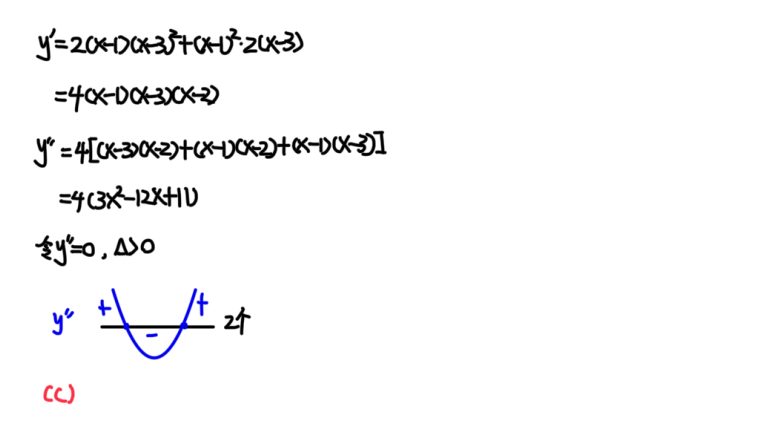 y'=2(x-1)(x-3)²+(x-1)²·2(x-3)
=4(x-1)(x-3)(x-2)
y''=4[(x-3)(x-2)+(x-1)(x-2)+(x-1)(x-3)]
=4(3x²-12x+11)
令y''=0, Δ>0
y'' + - + 2个
(C)